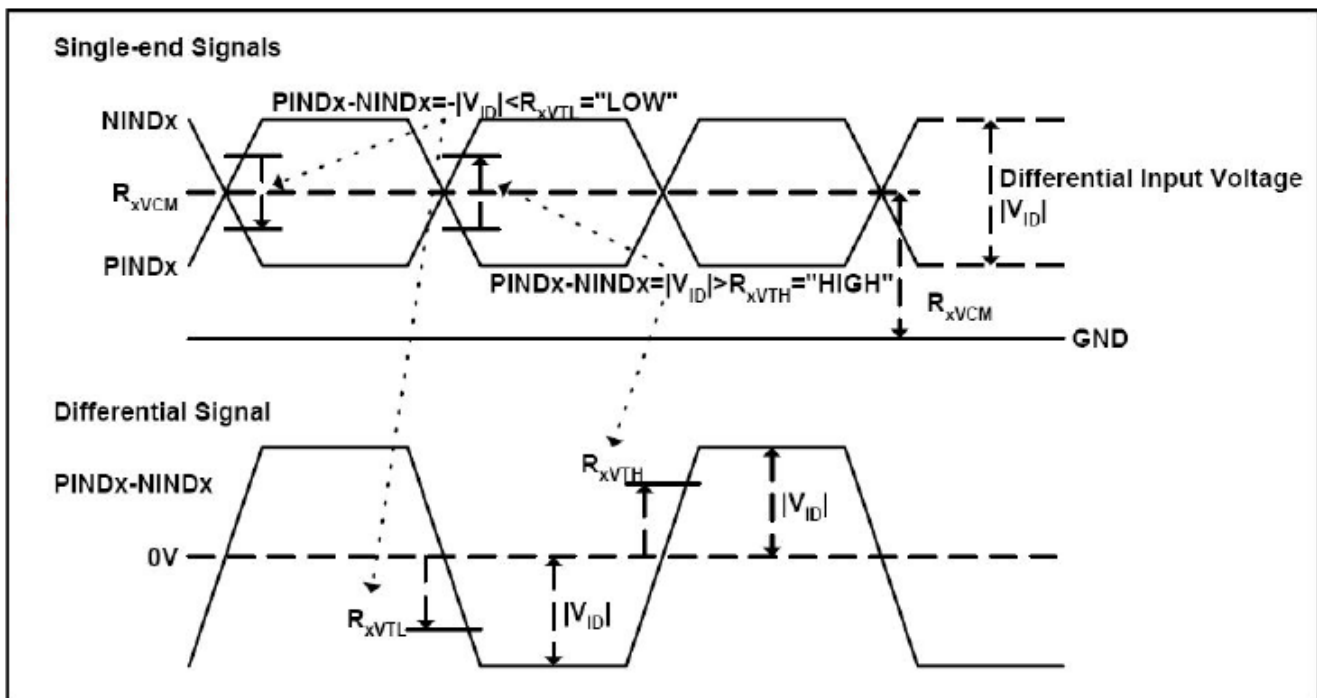 Single-end Signals
PINDx-NINDx=-|VID|<RxVTL="LOW"
NINDx
RxVCM
Differential Input Voltage
|VID|
PINDx
PINDx-NINDx=|VID|>RxVTH="HIGH"
RxVCM
GND
Differential Signal
RxVTH
PINDx-NINDx
|VID|
0V
RxVTL
|VID|